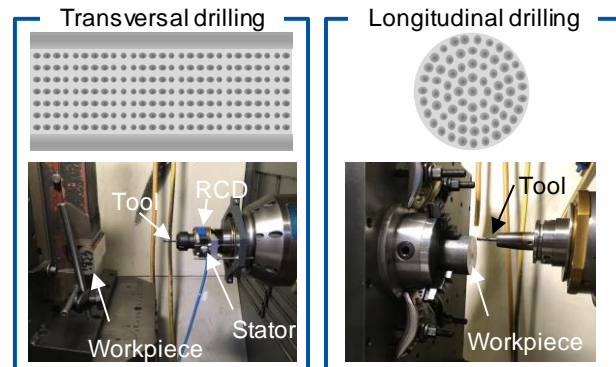 Transversal drilling
RCD
Tool
Stator
Workpiece
Longitudinal drilling
Tool
Workpiece